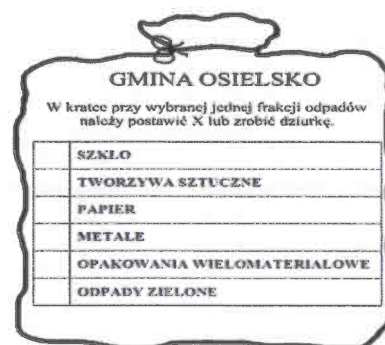 GMINA OSIELSKO
W kratce przy wybranej jednej frakcji odpadów
należy postawić X lub zrobić dziurkę.
SZKŁO
TWORZYWA SZTUCZNE
PAPIER
METALE
OPAKOWANIA WIELOMATERIAŁOWE
ODPADY ZIELONE